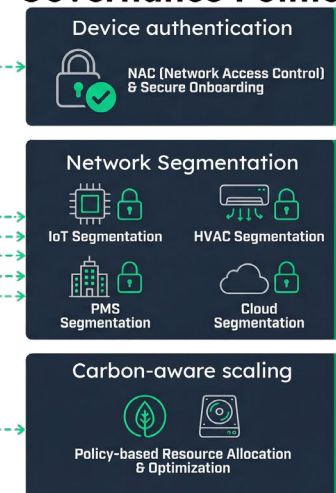 Device authentication
NAC (Network Access Control)
& Secure Onboarding
Network Segmentation
IoT Segmentation
HVAC Segmentation
PMS
Segmentation
Cloud
Segmentation
Carbon-aware scaling
Policy-based Resource Allocation
& Optimization